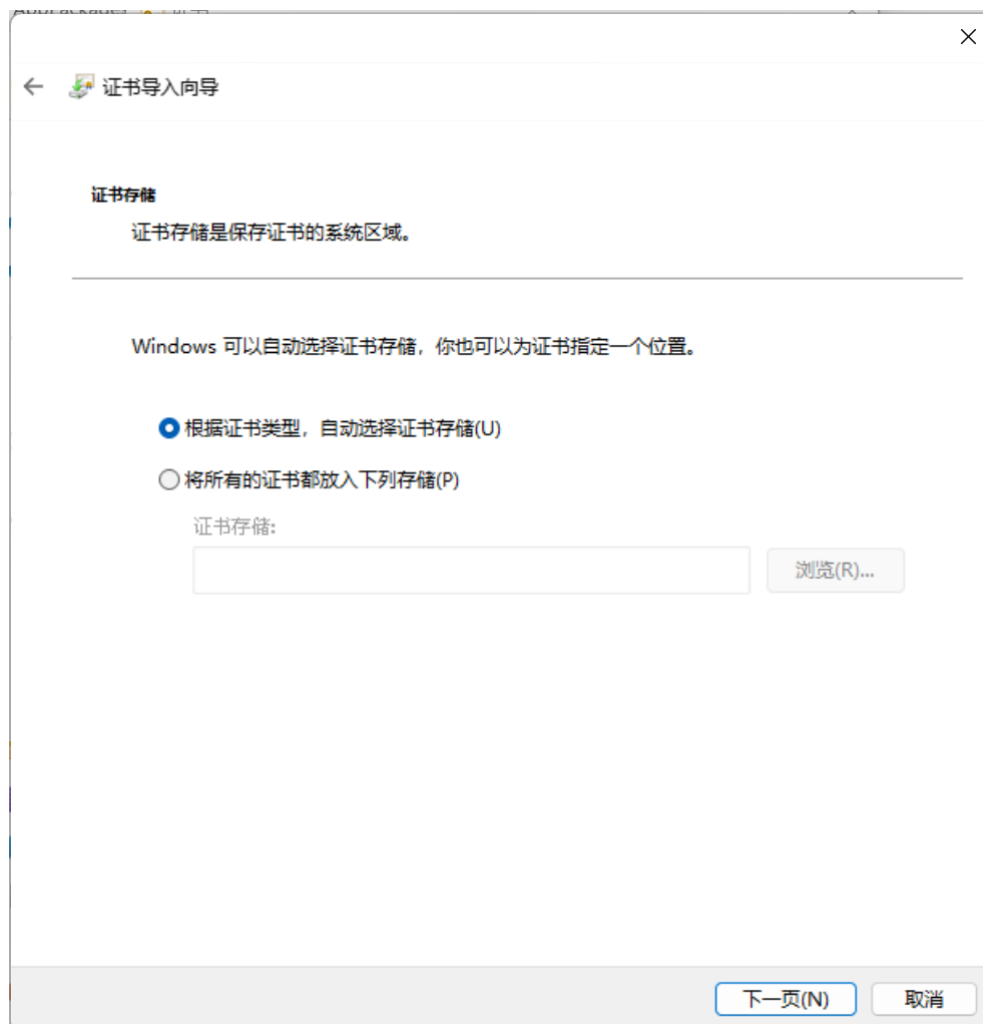 证书导入向导
证书存储
证书存储是保存证书的系统区域。
Windows 可以自动选择证书存储，你也可以为证书指定一个位置。
根据证书类型，自动选择证书存储(U)
将所有的证书都放入下列存储(P)
证书存储:
浏览(R)...
下一页(N)
取消